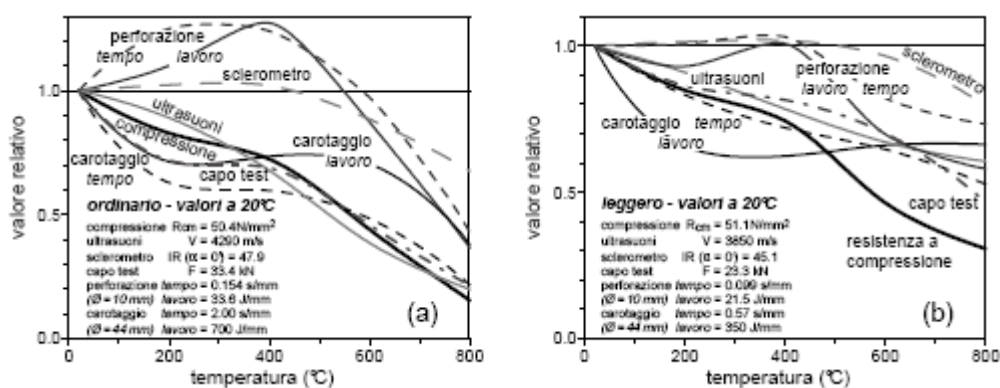 (a)
valore relativo
1.0
0.5
0.0
perforazione
tempo lavoro
sclerometro
ultrasuoni
compressione
carotaggio
tempo
carotaggio
lavoro
capo test
ordinario - valori a 20°C
compressione Rcm = 50.4N/mm²
ultrasuoni V = 4290 m/s
sclerometro IR (α = 0°) = 47.9
capo test F = 33.4 kN
perforazione tempo = 0.154 s/mm
(Ø = 10 mm) lavoro = 33.6 J/mm
carotaggio tempo = 2.00 s/mm
(Ø = 44 mm) lavoro = 700 J/mm
(a)
0 200 400 600 800
temperatura (°C)
(b)
valore relativo
1.0
0.5
0.0
sclerometro
ultrasuoni
perforazione
lavoro tempo
carotaggio tempo
lavoro
capo test
resistenza a
compressione
leggero - valori a 20°C
compressione Rcm = 51.1N/mm²
ultrasuoni V = 3850 m/s
sclerometro IR (α = 0°) = 45.1
capo test F = 23.3 kN
perforazione tempo = 0.099 s/mm
(Ø = 10 mm) lavoro = 21.5 J/mm
carotaggio tempo = 0.57 s/mm
(Ø = 44 mm) lavoro = 350 J/mm
(b)
0 200 400 600 800
temperatura (°C)